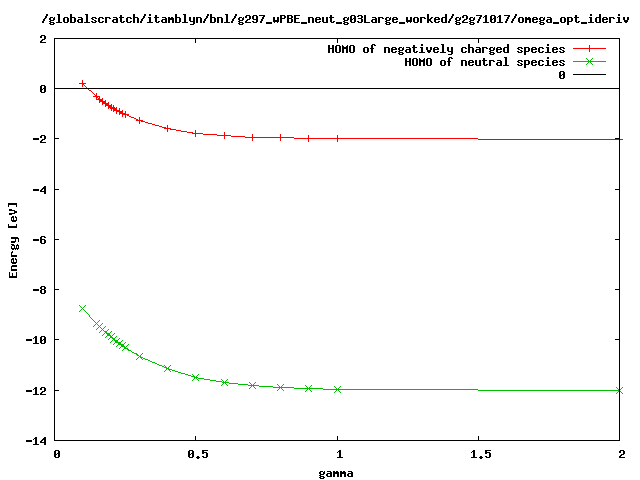 /globalscratch/itamblyn/bnl/g297_wPBE_neut_g03Large_worked/g2g71017/omega_opt_ideriv
HOMO of negatively charged species
HOMO of neutral species
0
2
0
-2
-4
-6
-8
-10
-12
-14
Energy [eV]
0 0.5 1 1.5 2
gamma